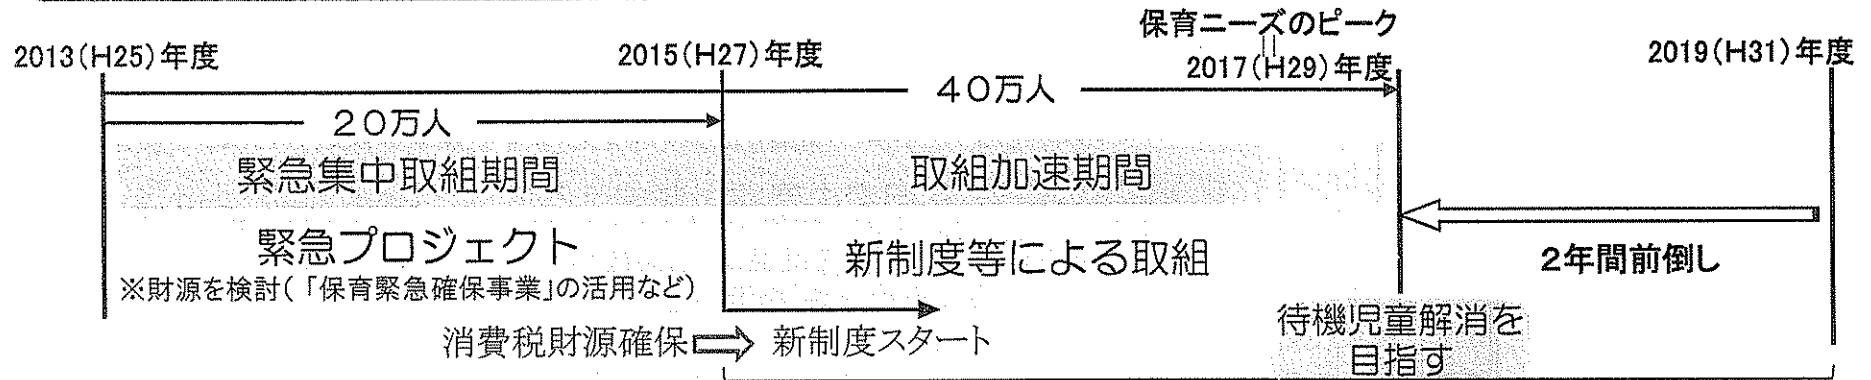 保育ニーズのピーク
2013(H25)年度
2015(H27)年度
2017(H29)年度
2019(H31)年度
40万人
20万人
緊急集中取組期間
取組加速期間
緊急プロジェクト
※財源を検討(「保育緊急確保事業」の活用など)
新制度等による取組
2年間前倒し
消費税財源確保
新制度スタート
待機児童解消を
目指す